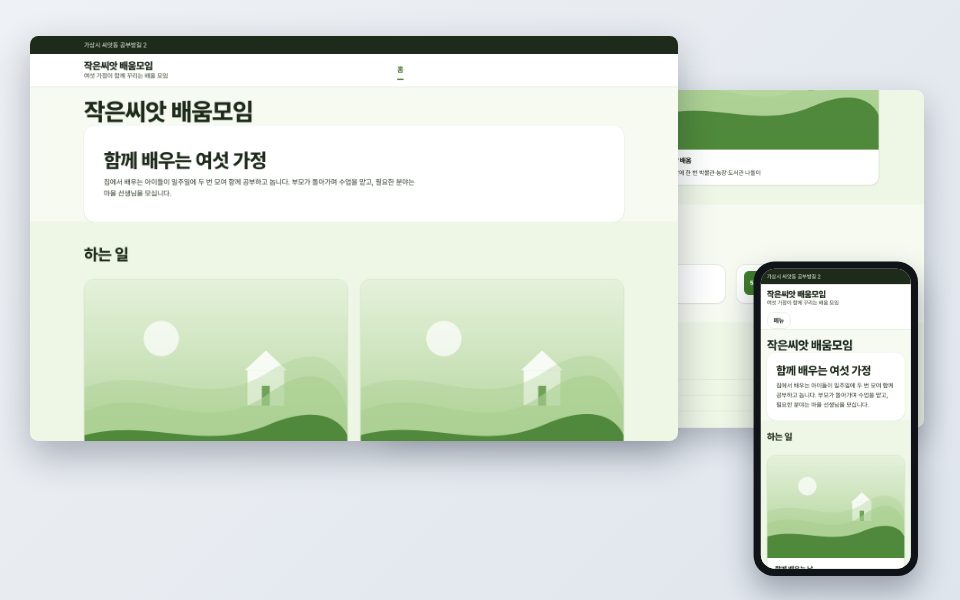 가상시 씨앗동 공부방길 2
작은씨앗 배움모임
여섯 가정이 함께 꾸리는 배움 모임
홈
작은씨앗 배움모임
함께 배우는 여섯 가정
집에서 배우는 아이들이 일주일에 두 번 모여 함께 공부하고 놉니다. 부모가 돌아가며 수업을 맡고, 필요한 분야는
마을 선생님을 모십니다.
하는 일
배움
에 한 번 박물관·농장·도서관 나들이
가상시 씨앗동 공부방길 2
작은씨앗 배움모임
여섯 가정이 함께 꾸리는 배움 모임
메뉴
작은씨앗 배움모임
함께 배우는 여섯 가정
집에서 배우는 아이들이 일주일에 두 번 모여 함께
공부하고 놉니다. 부모가 돌아가며 수업을 맡고,
필요한 분야는 마을 선생님을 모십니다.
하는 일